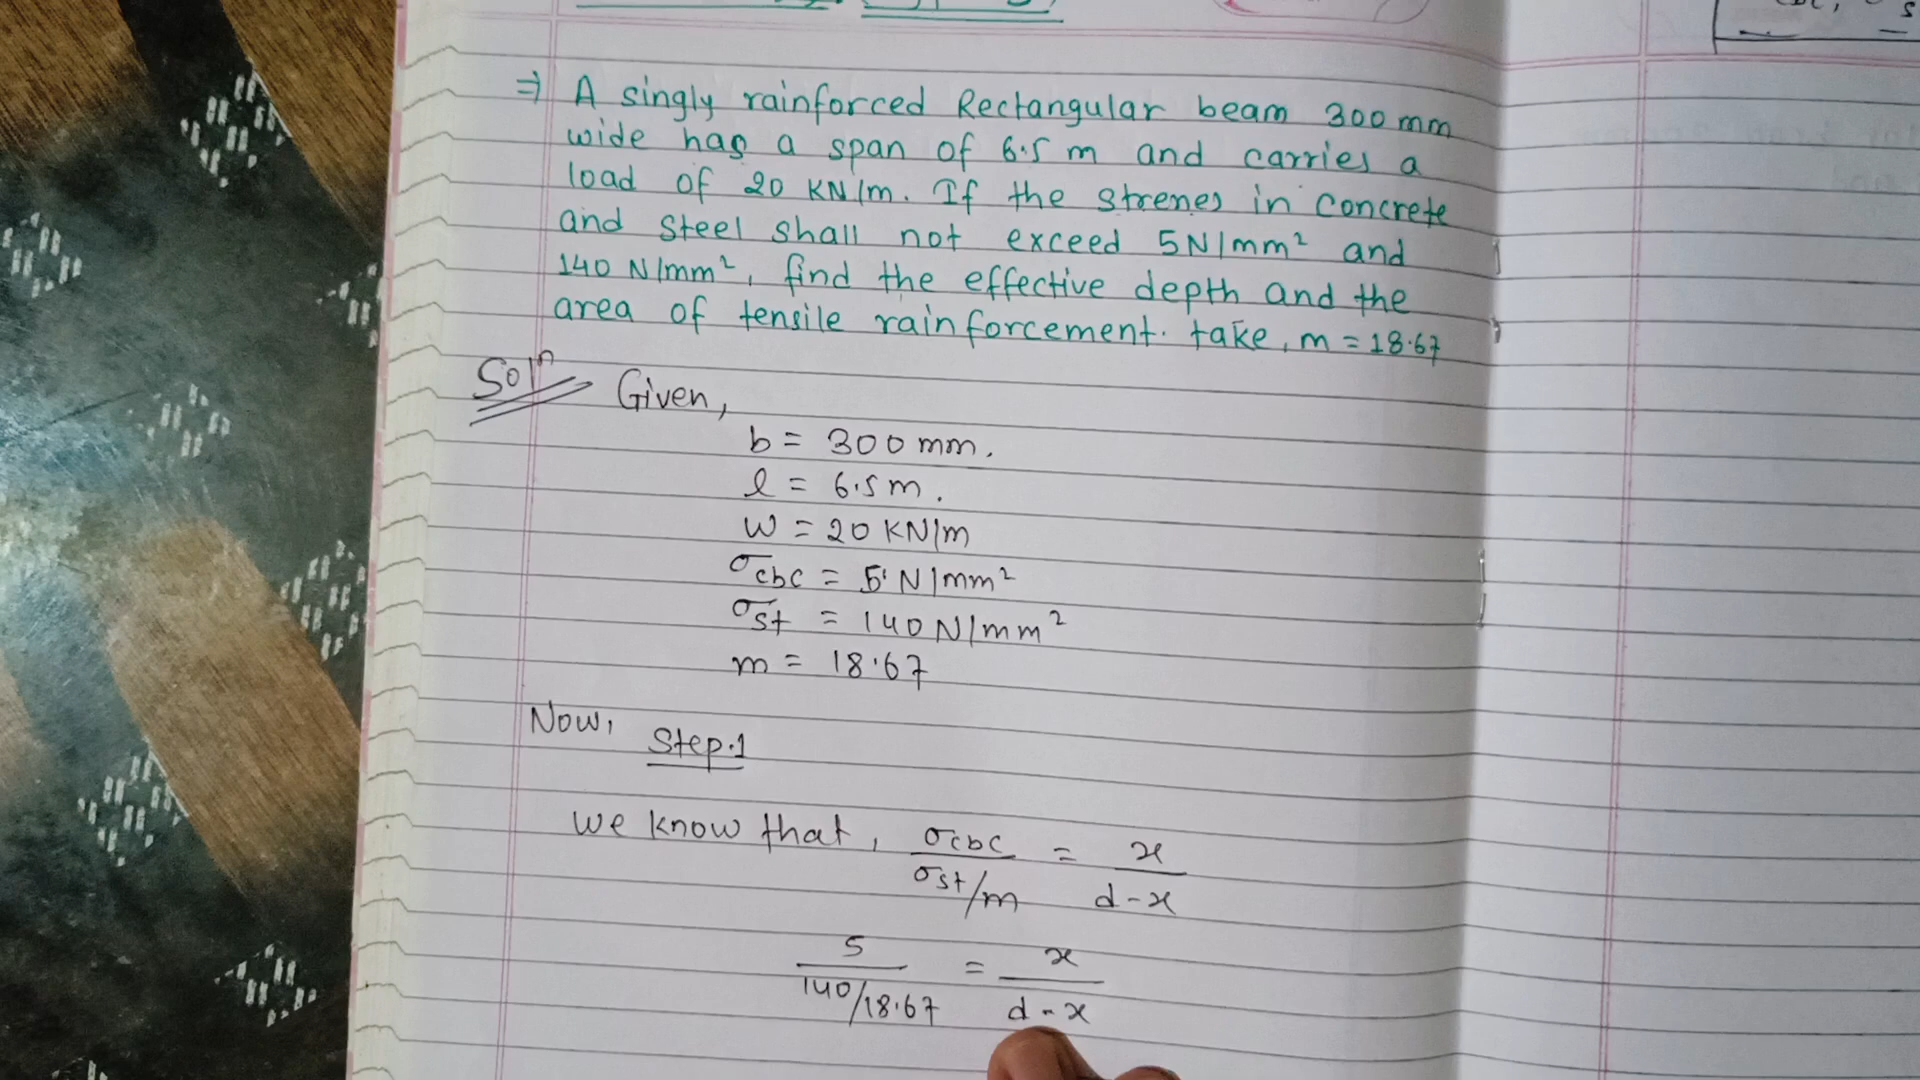 ⇒ A singly rainforced Rectangular beam 300 mm
wide has a span of 6.5 m and carries a
load of 20 KN/m. If the stresses in concrete
and steel shall not exceed 5N/mm² and
140 N/mm², find the effective depth and the
area of tensile rainforcement. take, m = 18.67
Solⁿ Given,
b = 300 mm.
l = 6.5 m.
w = 20 KN/m
σcbc = 5 N/mm²
σst = 140 N/mm²
m = 18.67
Now,
Step.1
we know that, σcbc / (σst/m) = x / (d-x)
5 / (140/18.67) = x / (d-x)